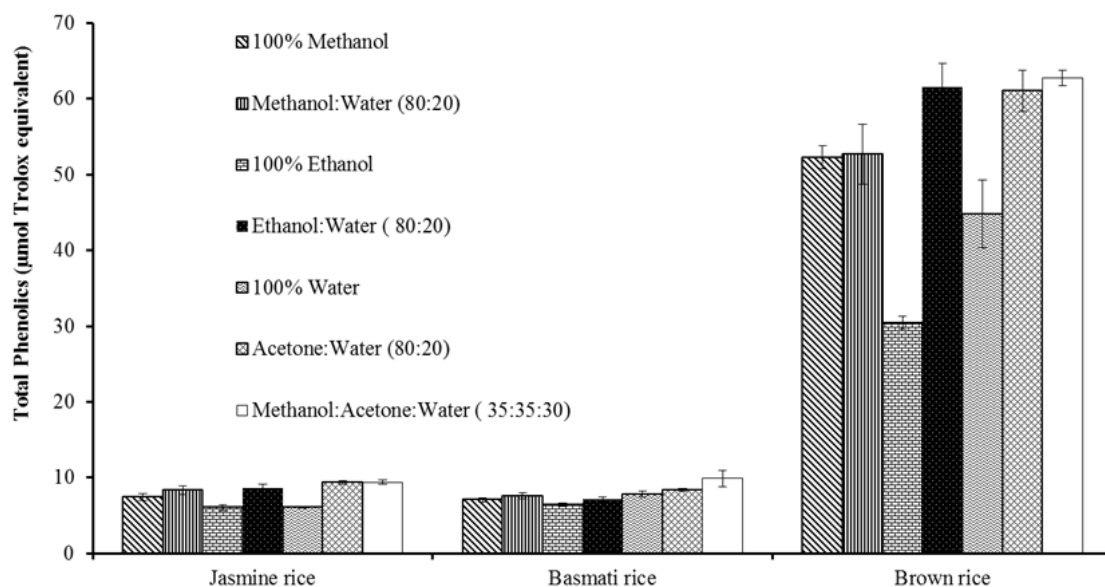 Total Phenolics (µmol Trolox equivalent)
70
60
50
40
30
20
10
0
100% Methanol
Methanol:Water (80:20)
100% Ethanol
Ethanol:Water ( 80:20)
100% Water
Acetone:Water (80:20)
Methanol:Acetone:Water ( 35:35:30)
Jasmine rice
Basmati rice
Brown rice